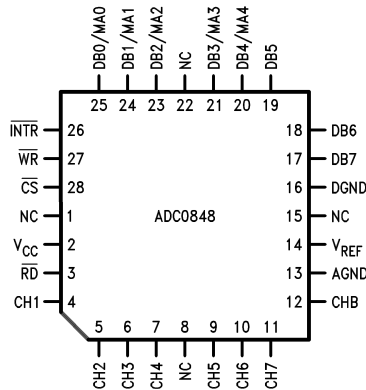 DB0/MA0
DB1/MA1
DB2/MA2
NC
DB3/MA3
DB4/MA4
DB5
25 24 23 22 21 20 19
INTR 26
WR 27
CS 28
NC 1
VCC 2
RD 3
CH1 4
ADC0848
18 DB6
17 DB7
16 DGND
15 NC
14 VREF
13 AGND
12 CHB
5 6 7 8 9 10 11
CH2
CH3
CH4
NC
CH5
CH6
CH7